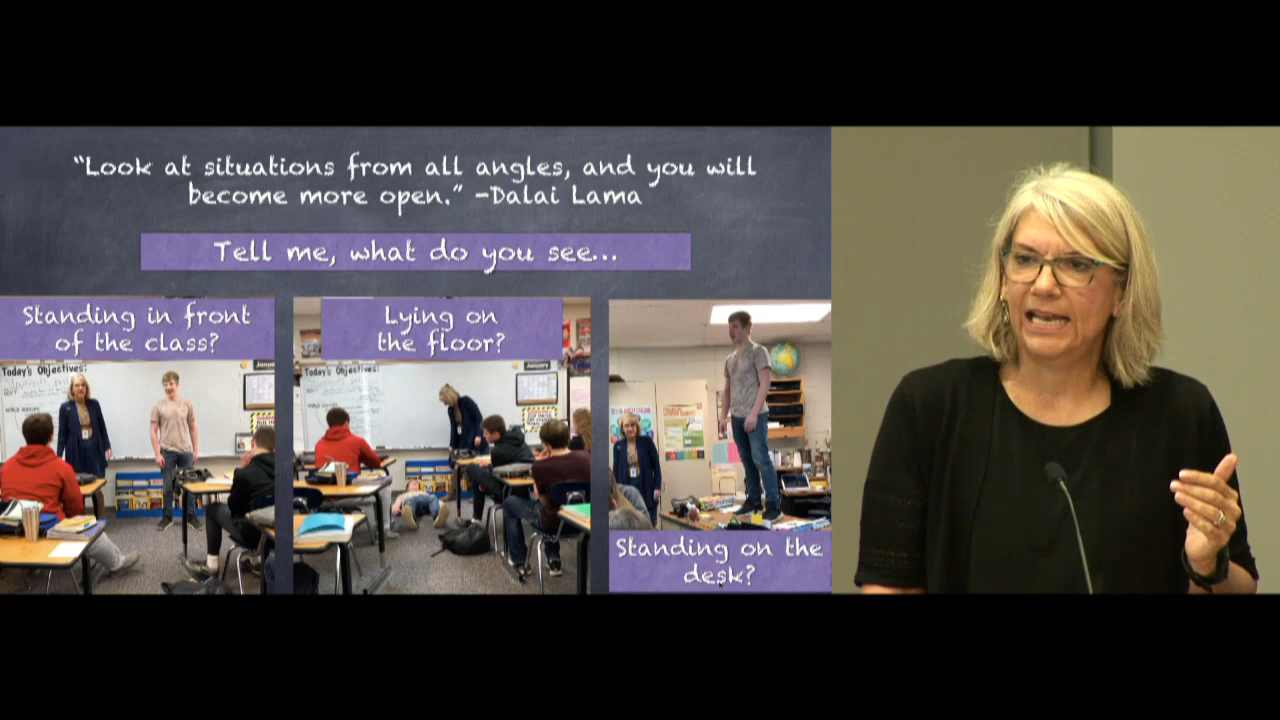 “Look at situations from all angles, and you will
become more open.” -Dalai Lama
Tell me, what do you see...
Standing in front
of the class?
Lying on
the floor?
Today's Objectives:
Today's Objectives:
January
Standing on the
desk?